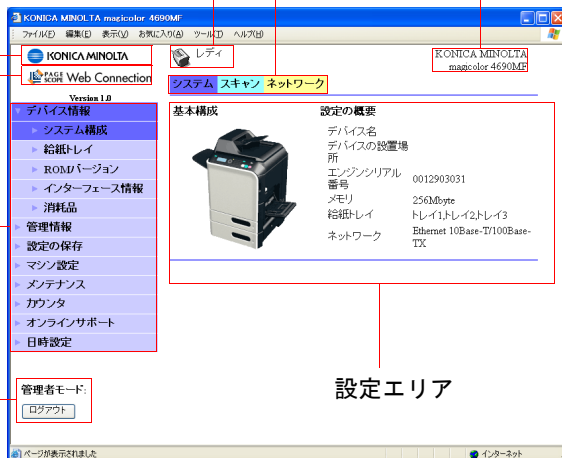 KONICA MINOLTA magicolor 4690MF
ファイル(F) 編集(E) 表示(V) お気に入り(A) ツール(T) ヘルプ(H)
KONICA MINOLTA
レディ
KONICA MINOLTA
magicolor 4690MF
PAGE SCOPE Web Connection
Version 1.0
システム スキャン ネットワーク
デバイス情報
システム構成
給紙トレイ
ROMバージョン
インターフェース情報
消耗品
管理情報
設定の保存
マシン設定
メンテナンス
カウンタ
オンラインサポート
日時設定
基本構成
設定の概要
デバイス名
デバイスの設置場
所
エンジンシリアル
番号 0012903031
メモリ 256Mbyte
給紙トレイ トレイ1,トレイ2,トレイ3
ネットワーク Ethernet 10Base-T/100Base-
TX
設定エリア
管理者モード:
ログアウト
ページが表示されました
インターネット